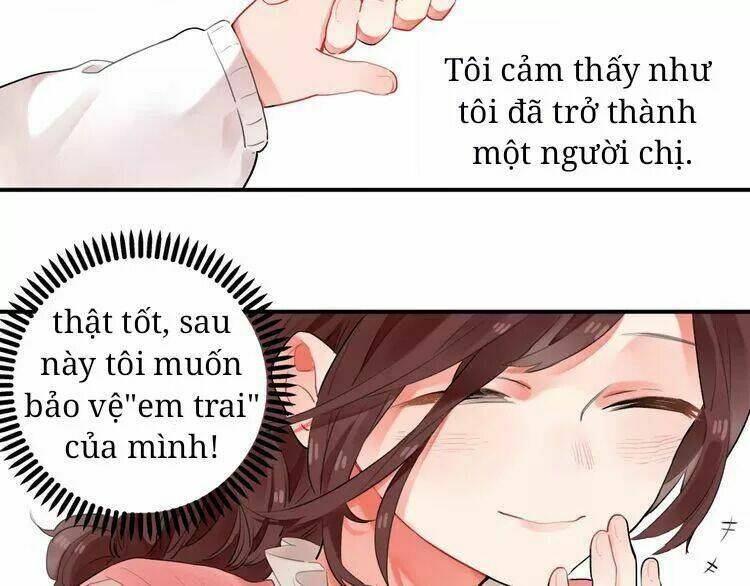 Tôi cảm thấy như
tôi đã trở thành
một người chị.
thật tốt, sau
này tôi muốn
bảo vệ"em trai"
của mình!